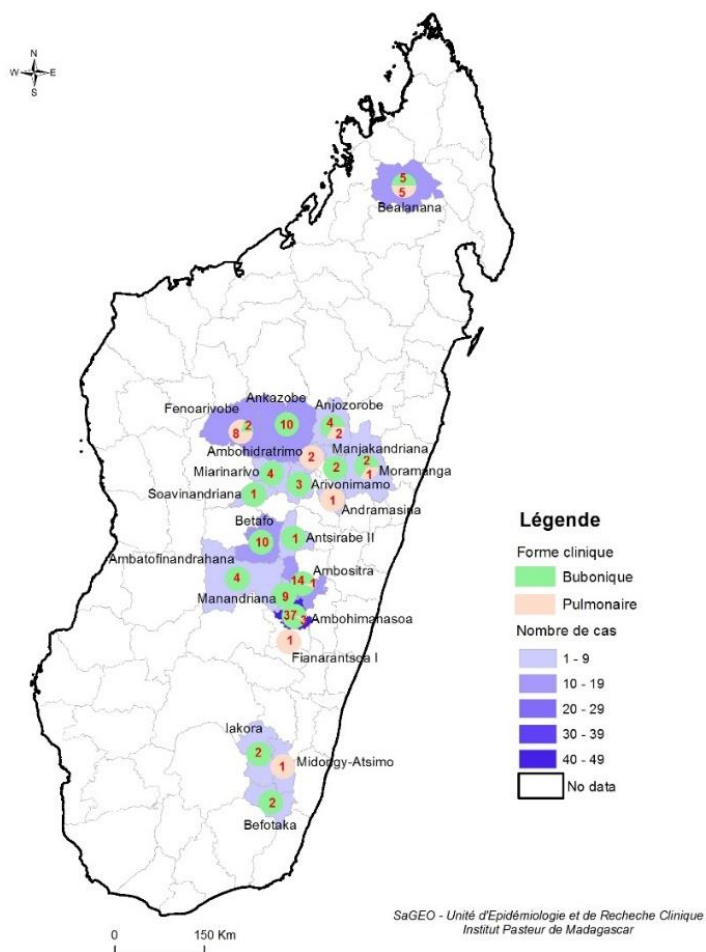 N
W E
S
5
5
Bealanana
Ankazobe
Anjozorobe
Fenoarivobe
2
10
4
8
2
Ambohidratrimo
Manjakandriana
2
2
2
Miarinarivo
4
1
Moramanga
3
Arivonimamo
Soavinandriana
1
1
Andramasina
Betafo
10
1
Antsirabe II
Ambatofinandrahana
Ambositra
4
14
1
Manandriana
9
37
3
Ambohimanasoa
1
Fianarantsoa I
Iakora
2
1
Midongy-Atsimo
2
Befotaka
Légende
Forme clinique
Bubonique
Pulmonaire
Nombre de cas
1 - 9
10 - 19
20 - 29
30 - 39
40 - 49
No data
SaGEO - Unité d'Epidémiologie et de Recheche Clinique
Institut Pasteur de Madagascar
0 150 Km